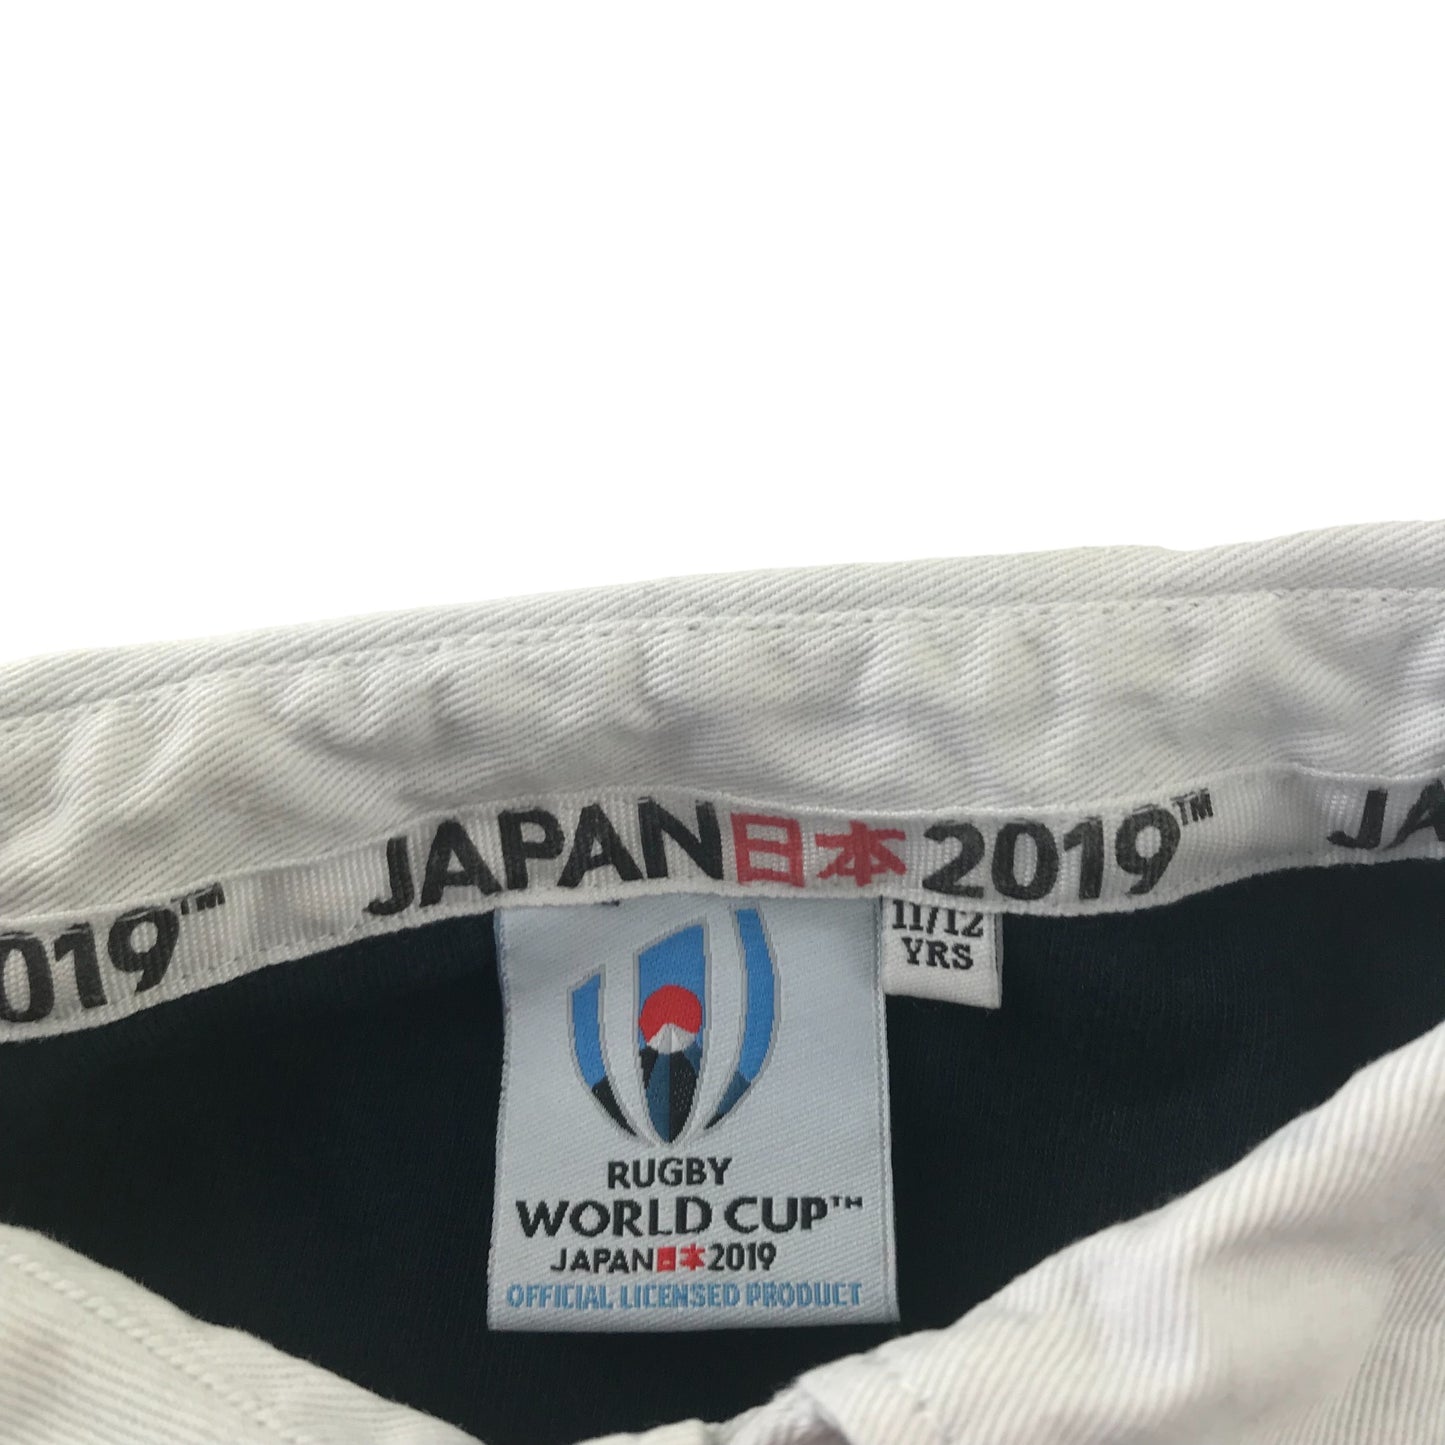 019™ JAPAN日本2019™ JA
11/12
YRS
RUGBY
WORLD CUP™
JAPAN日本2019
OFFICIAL LICENSED PRODUCT